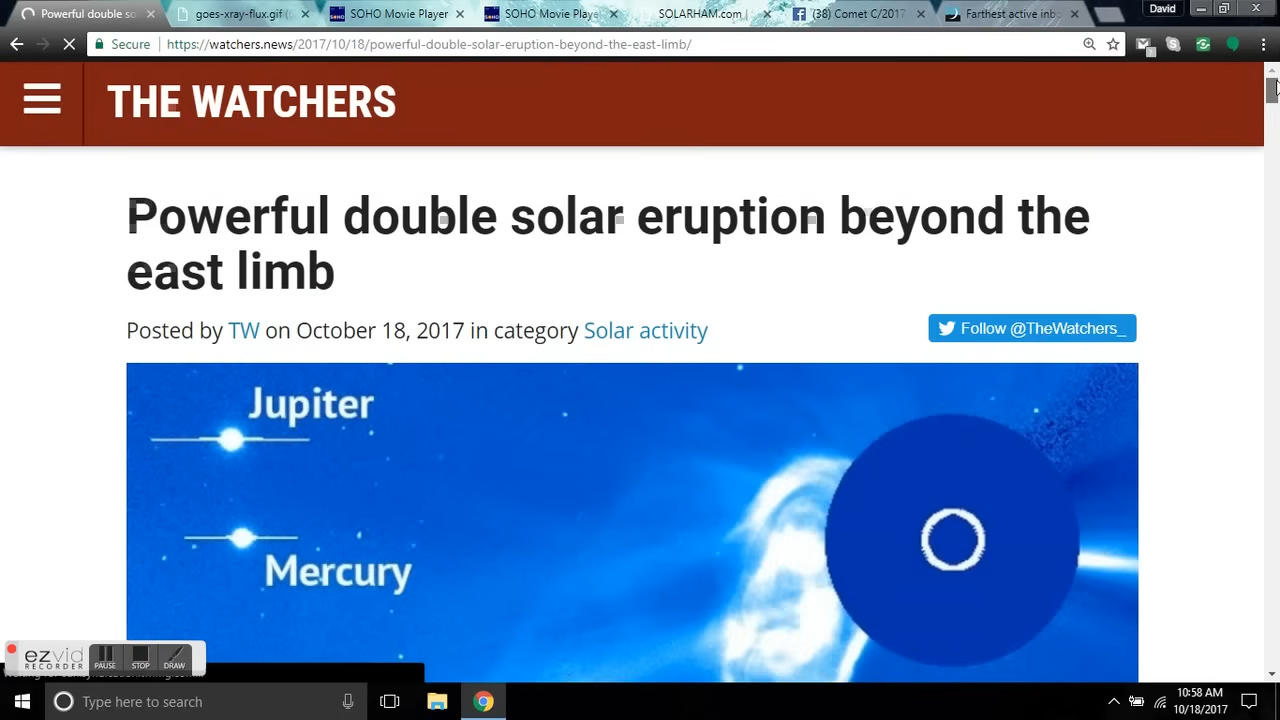 Powerful double so
goes-xray-flux.gif (
SOHO Movie Player
SOHO Movie Playe
SOLARHAM.com |
(38) Comet C/2017
Farthest active inb
David
Secure
https://watchers.news/2017/10/18/powerful-double-solar-eruption-beyond-the-east-limb/
THE WATCHERS
Powerful double solar eruption beyond the
east limb
Posted by TW on October 18, 2017 in category Solar activity
Follow @TheWatchers_
Jupiter
Mercury
ezvid
RECORDER
PAUSE
STOP
DRAW
Type here to search
10:58 AM
10/18/2017